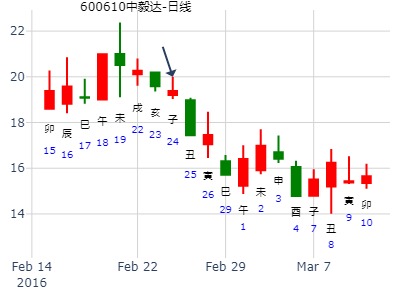 600610中毅达-日线
22
20
18
16
14
卯
15
辰
16
巳
17
午
18
未
19
戌
22
亥
23
子
24
丑
25
寅
26
巳
29
午
1
未
2
申
3
酉
4
子
7
丑
8
寅
9
卯
10
Feb 14
2016
Feb 22
Feb 29
Mar 7